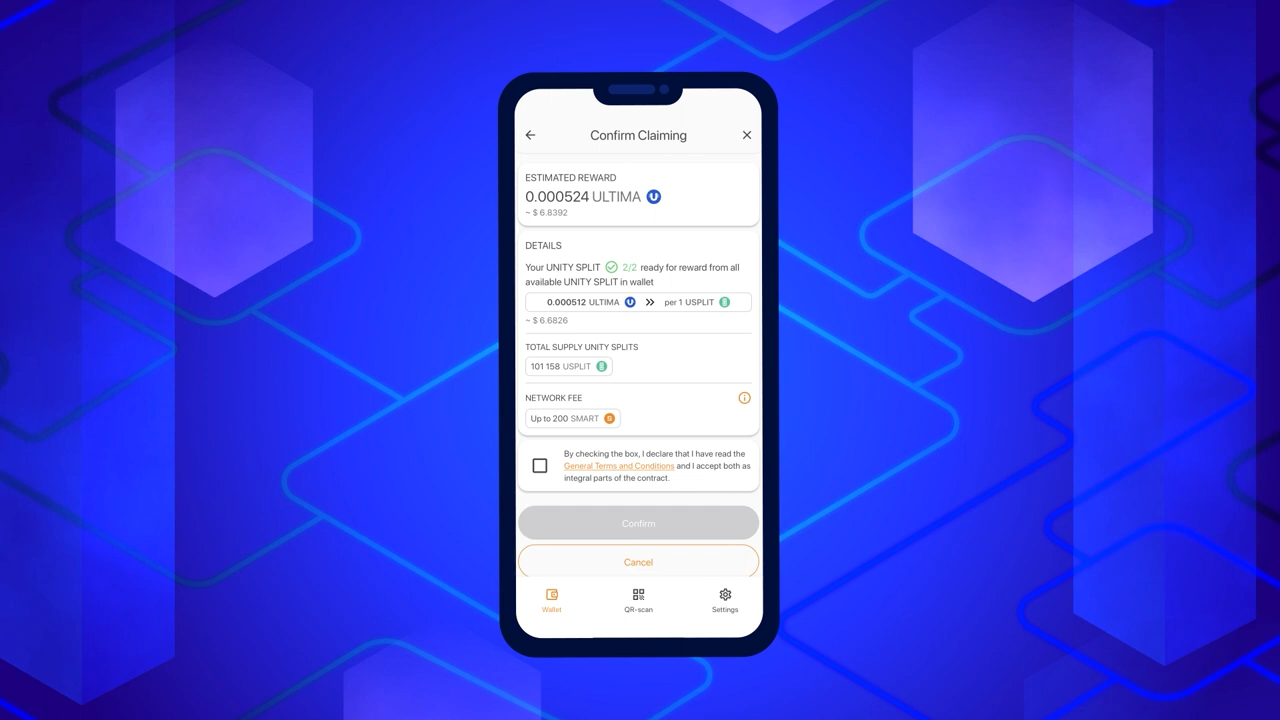 Confirm Claiming
ESTIMATED REWARD
0.000524 ULTIMA
~ $ 6.8392
DETAILS
Your UNITY SPLIT 2/2 ready for reward from all
available UNITY SPLIT in wallet
0.000512 ULTIMA per 1 USPLIT
~ $ 6.6826
TOTAL SUPPLY UNITY SPLITS
101 158 USPLIT
NETWORK FEE
Up to 200 SMART
By checking the box, I declare that I have read the
General Terms and Conditions and I accept both as
integral parts of the contract.
Confirm
Cancel
Wallet QR-scan Settings